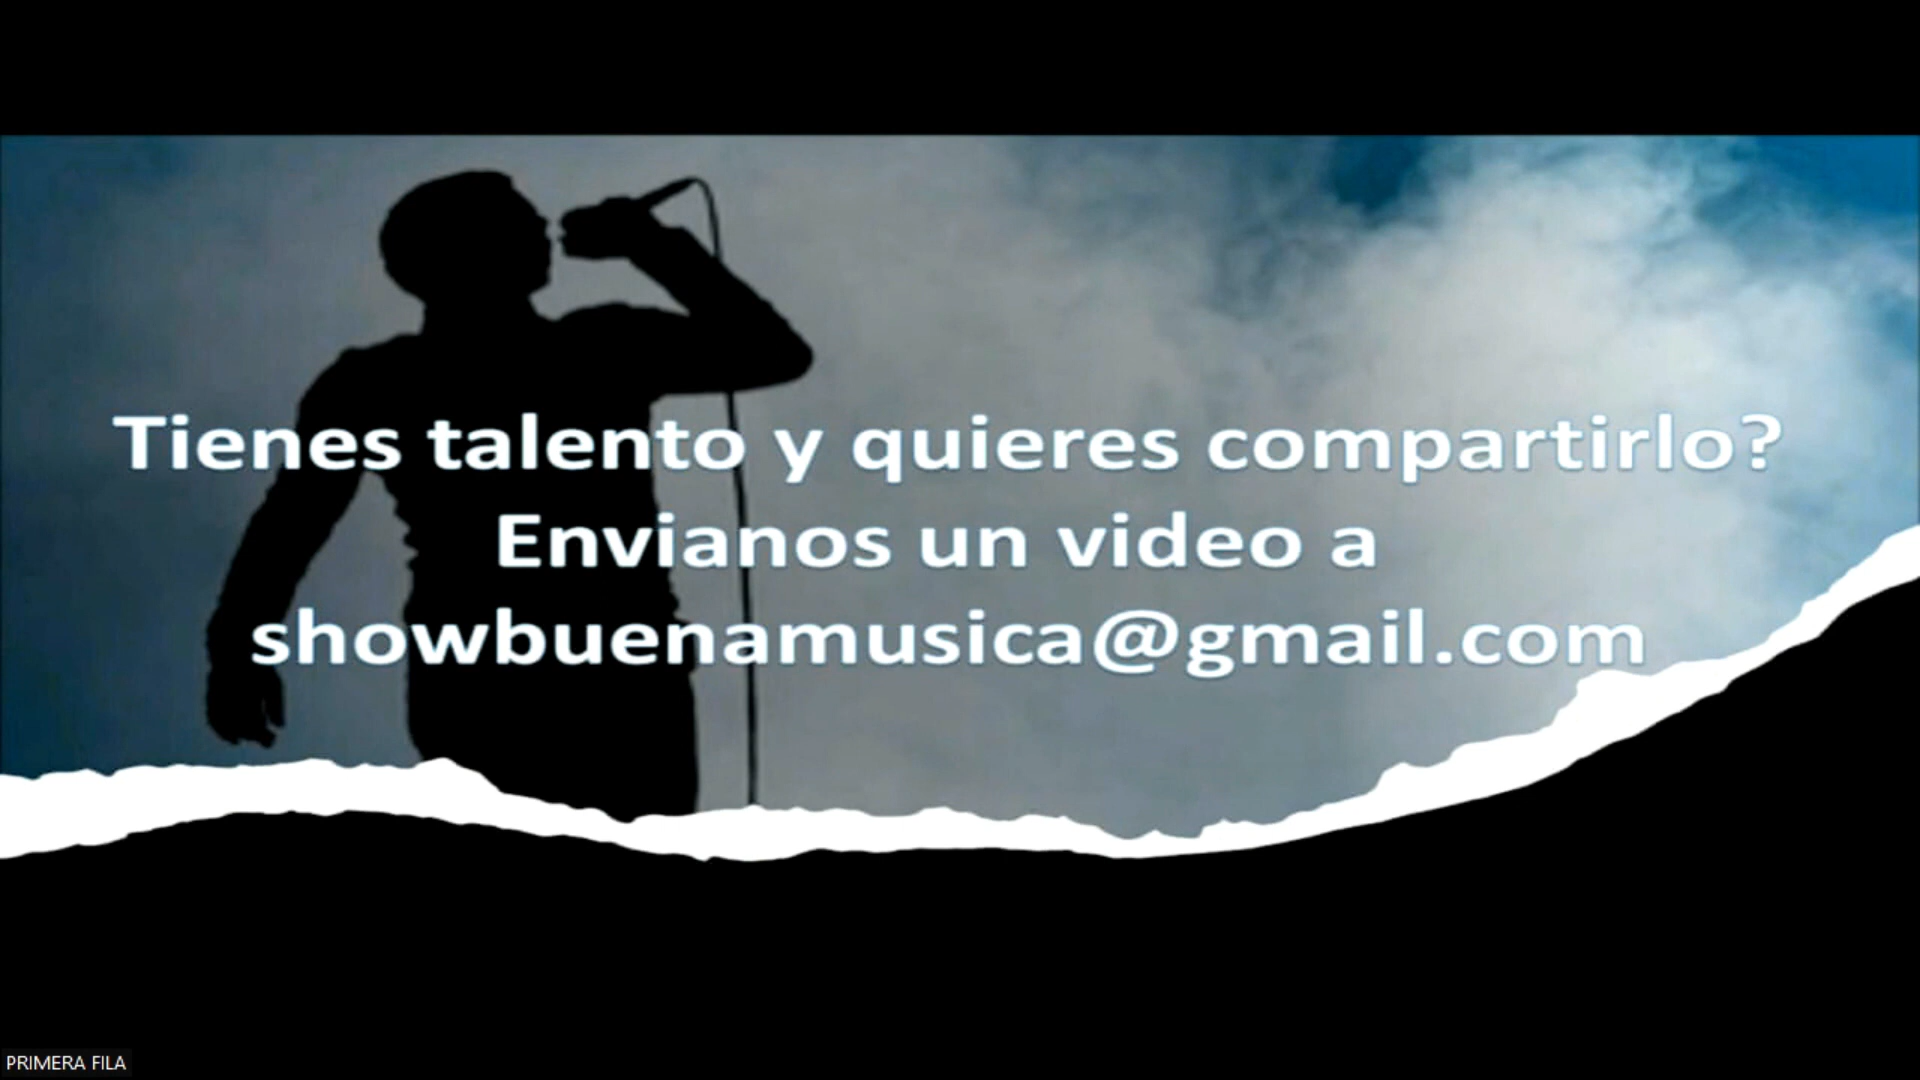 Tienes talento y quieres compartirlo?
Envianos un video a
showbuenamusica@gmail.com
PRIMERA FILA